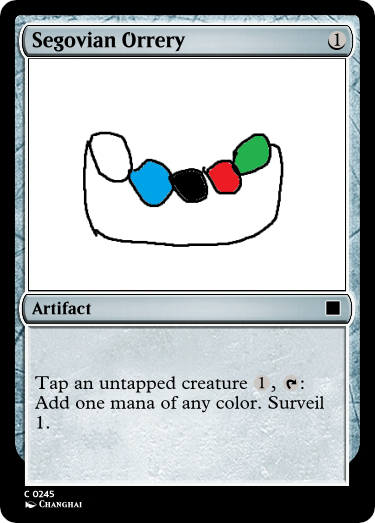 Segovian Orrery 1
Artifact
Tap an untapped creature 1, :
Add one mana of any color. Surveil
1.
C 0245
Changhai